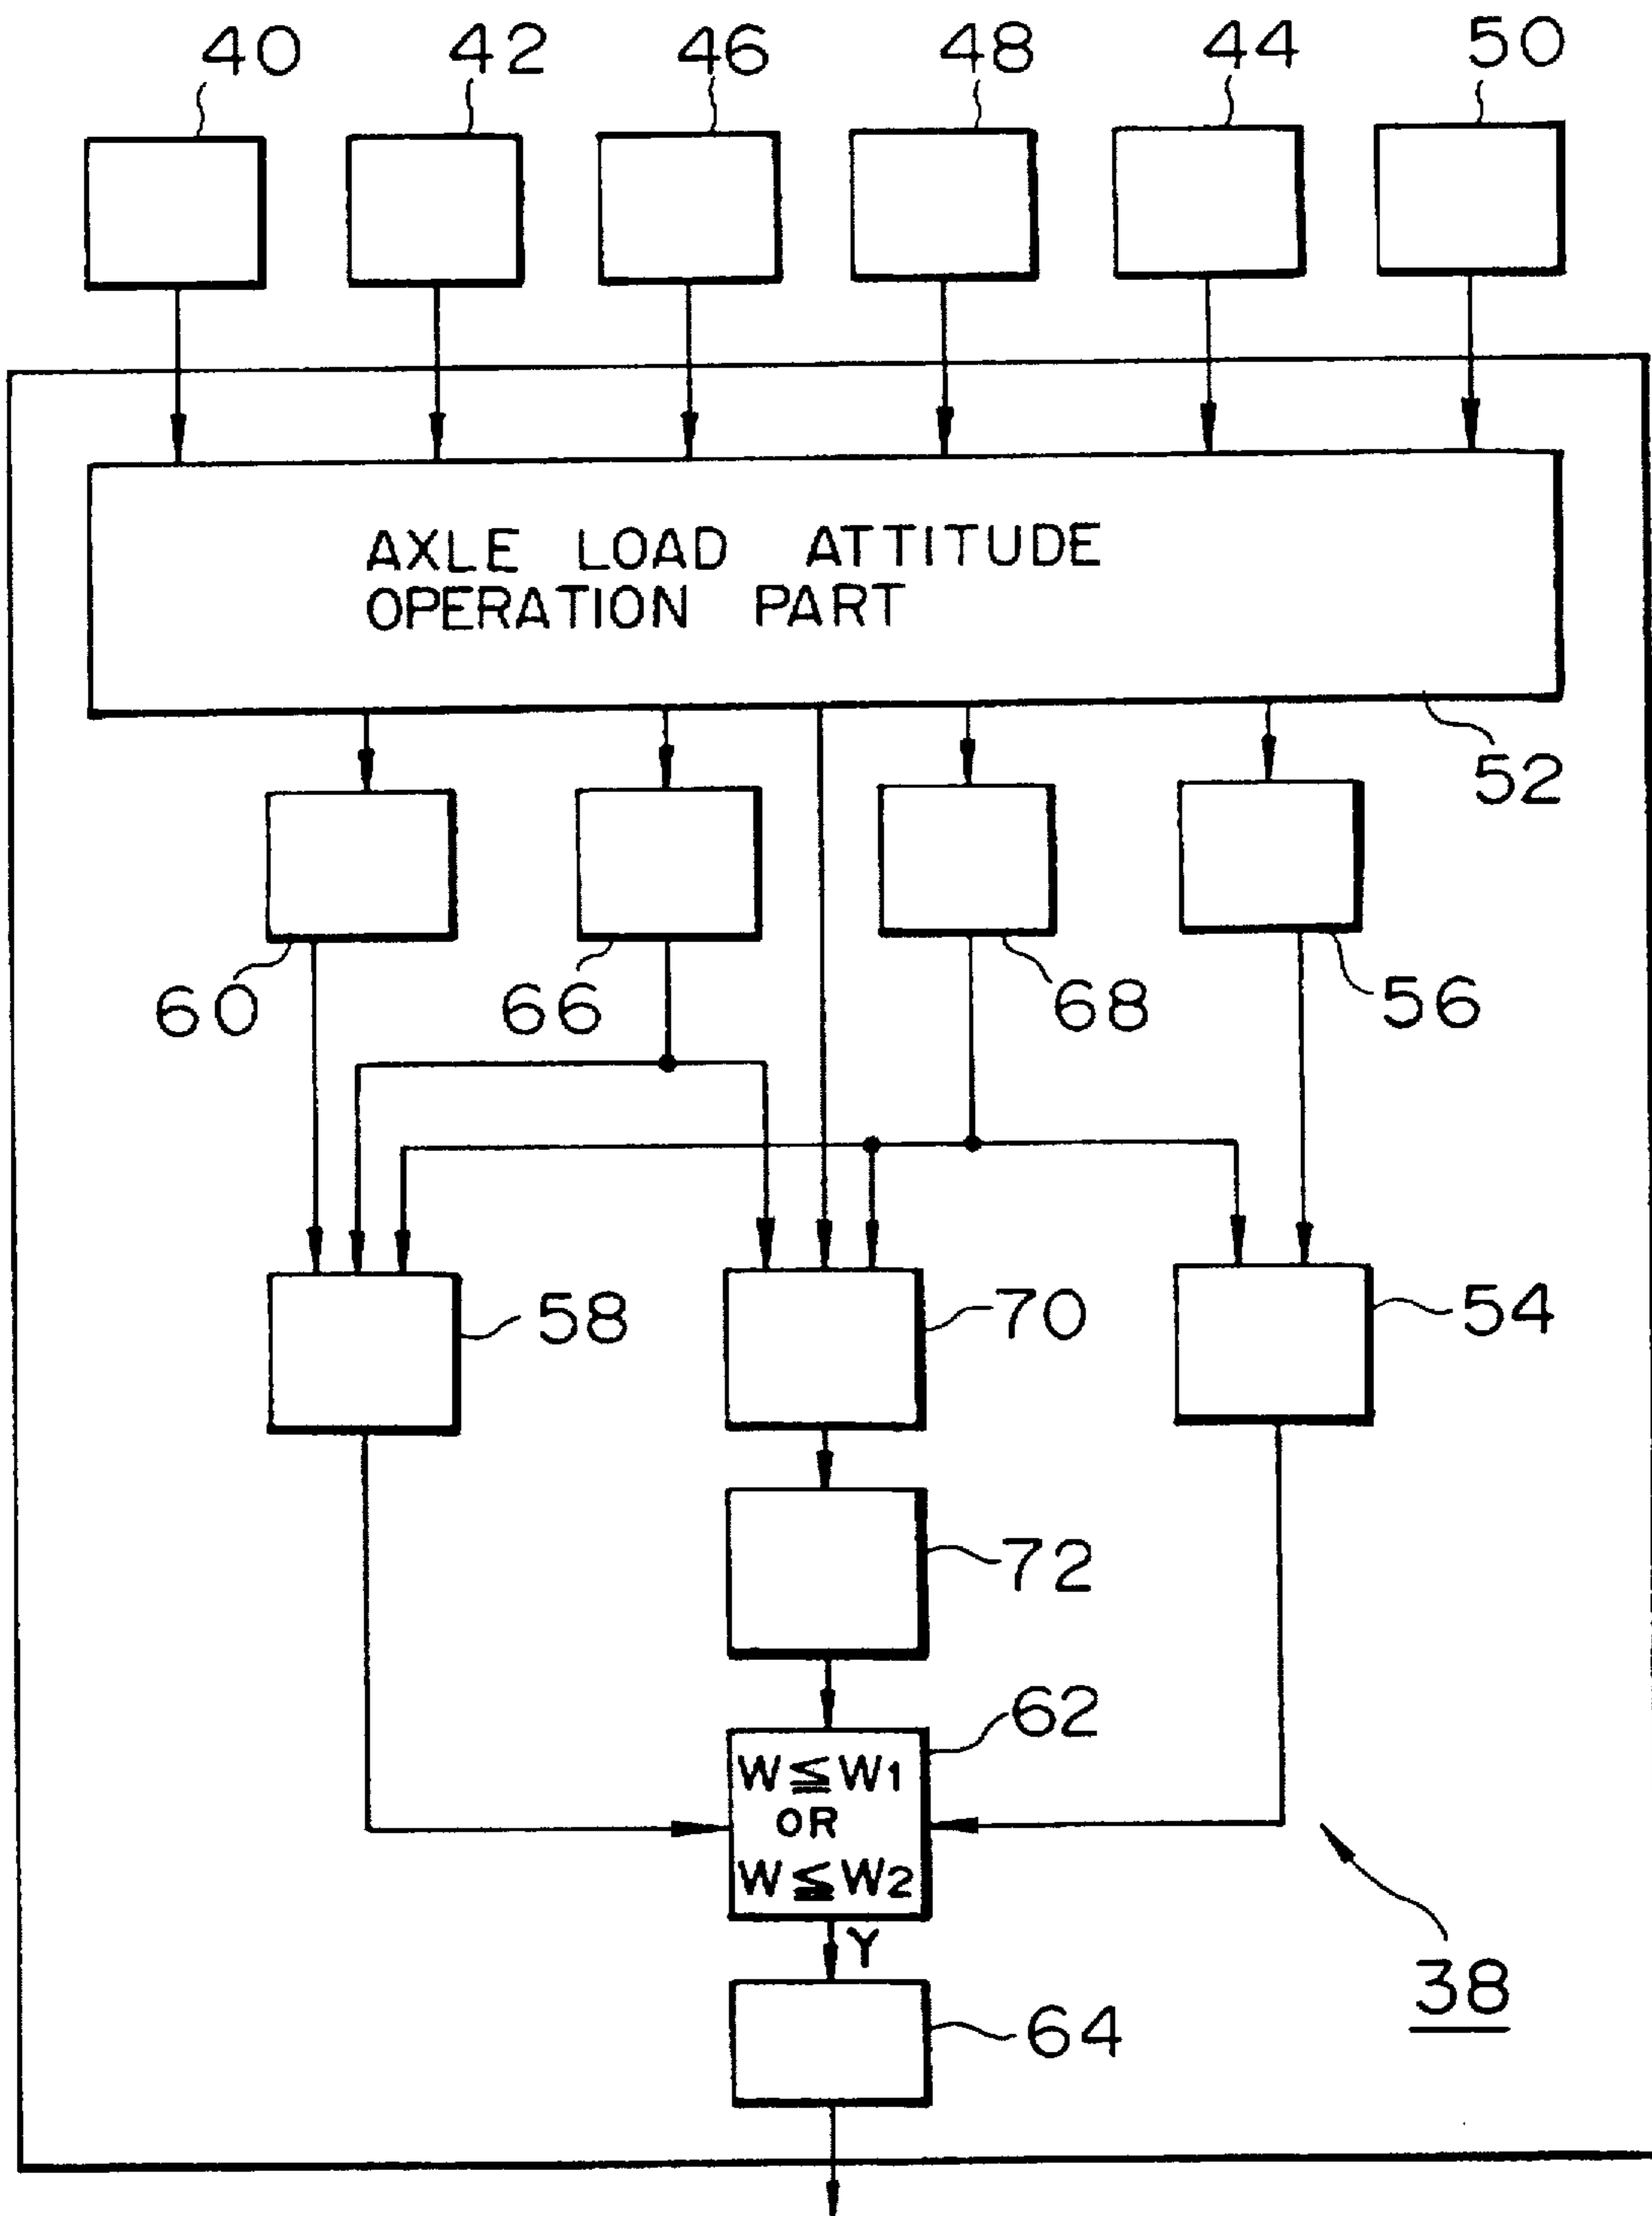 40 42 46 48 44 50
AXLE LOAD ATTITUDE
OPERATION PART
52
60 66 68 56
58 70 54
72
62
W≦W1
OR
W≦W2
Y
38
64